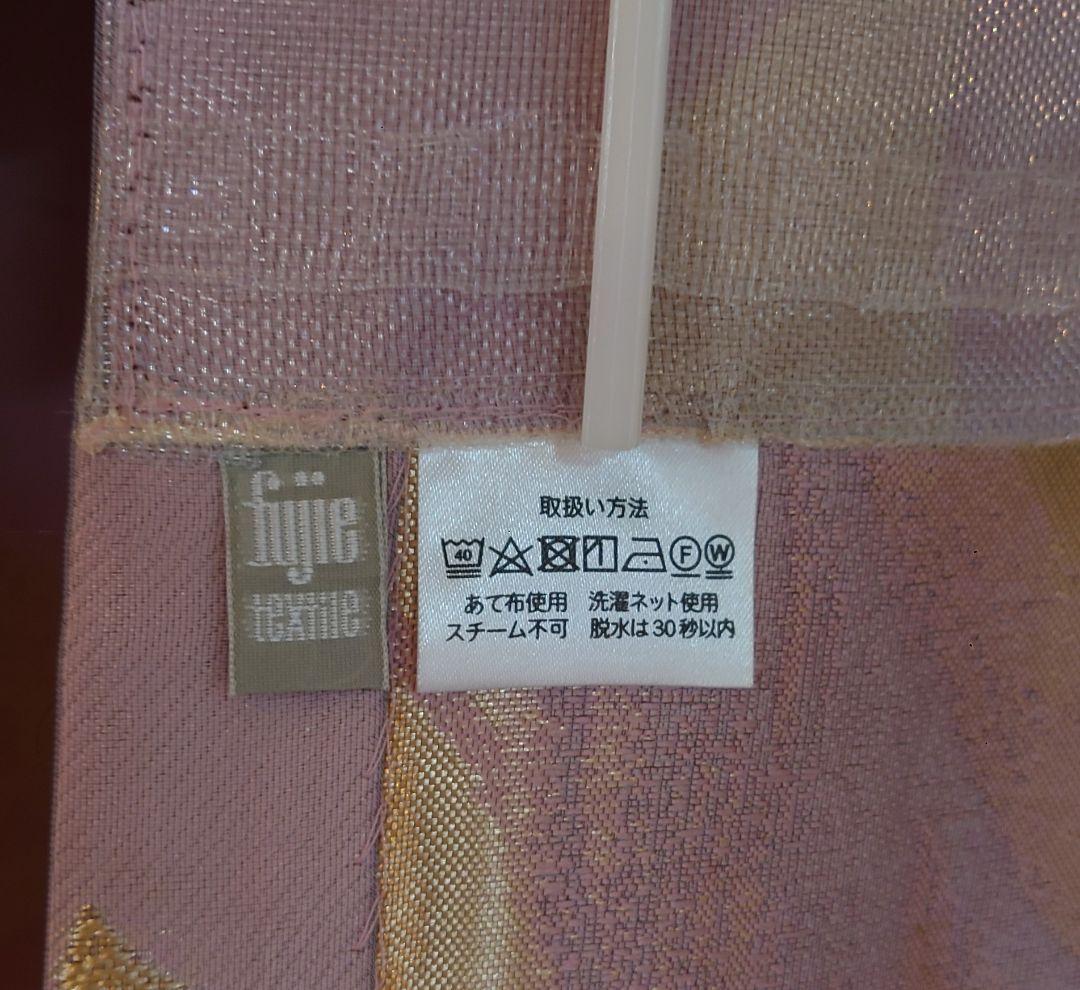 fujie
textile
取扱い方法
40 F W
あて布使用 洗濯ネット使用
スチーム不可 脱水は30秒以内